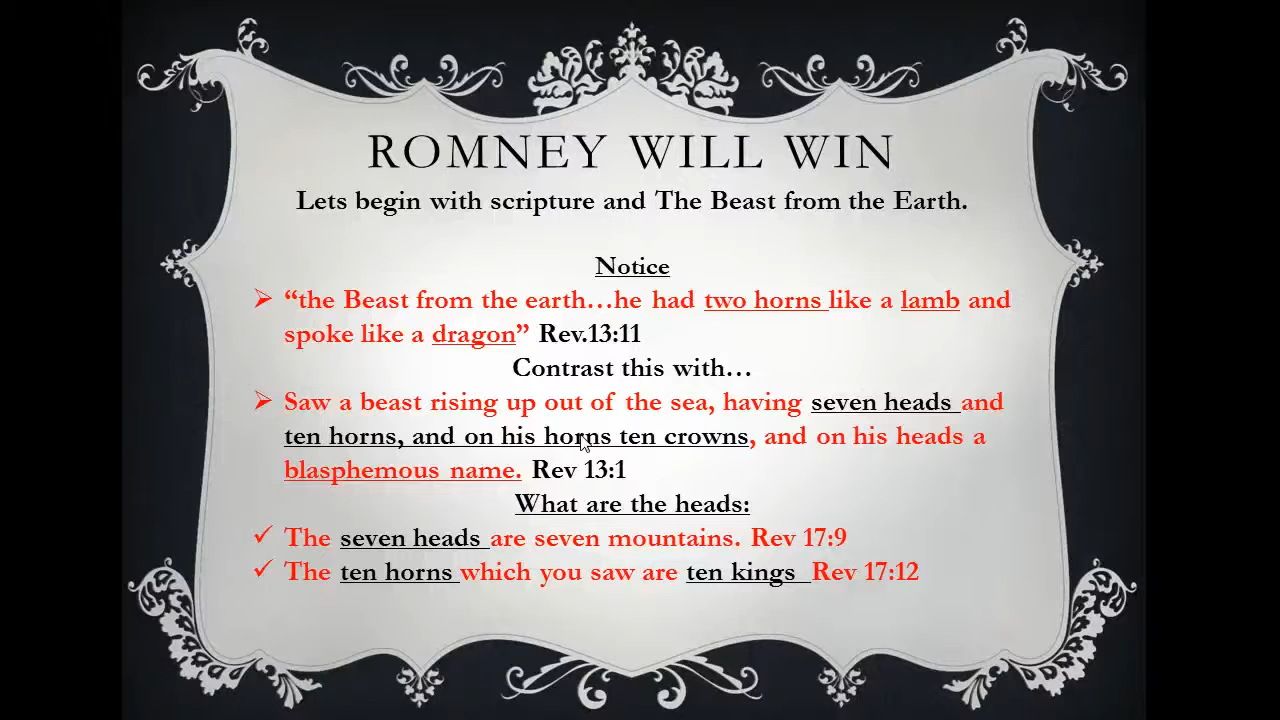 ROMNEY WILL WIN
Lets begin with scripture and The Beast from the Earth.
Notice
➢ “the Beast from the earth…he had two horns like a lamb and
spoke like a dragon” Rev.13:11
Contrast this with…
➢ Saw a beast rising up out of the sea, having seven heads and
ten horns, and on his horns ten crowns, and on his heads a
blasphemous name. Rev 13:1
What are the heads:
✓ The seven heads are seven mountains. Rev 17:9
✓ The ten horns which you saw are ten kings Rev 17:12